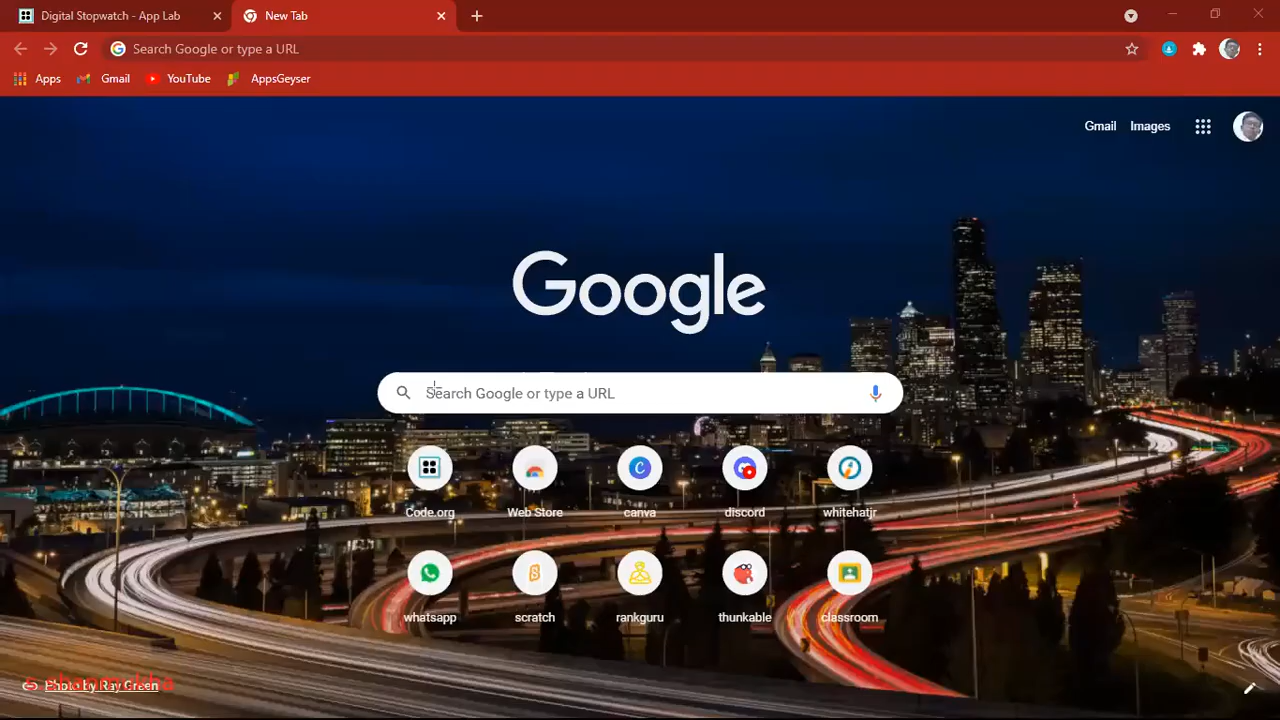 Digital Stopwatch - App Lab
New Tab
Search Google or type a URL
Apps
Gmail
YouTube
AppsGeyser
Gmail
Images
Google
Search Google or type a URL
Code.org
Web Store
canva
discord
whitehatjr
whatsapp
scratch
rankguru
thunkable
classroom
Photo by Ray Green